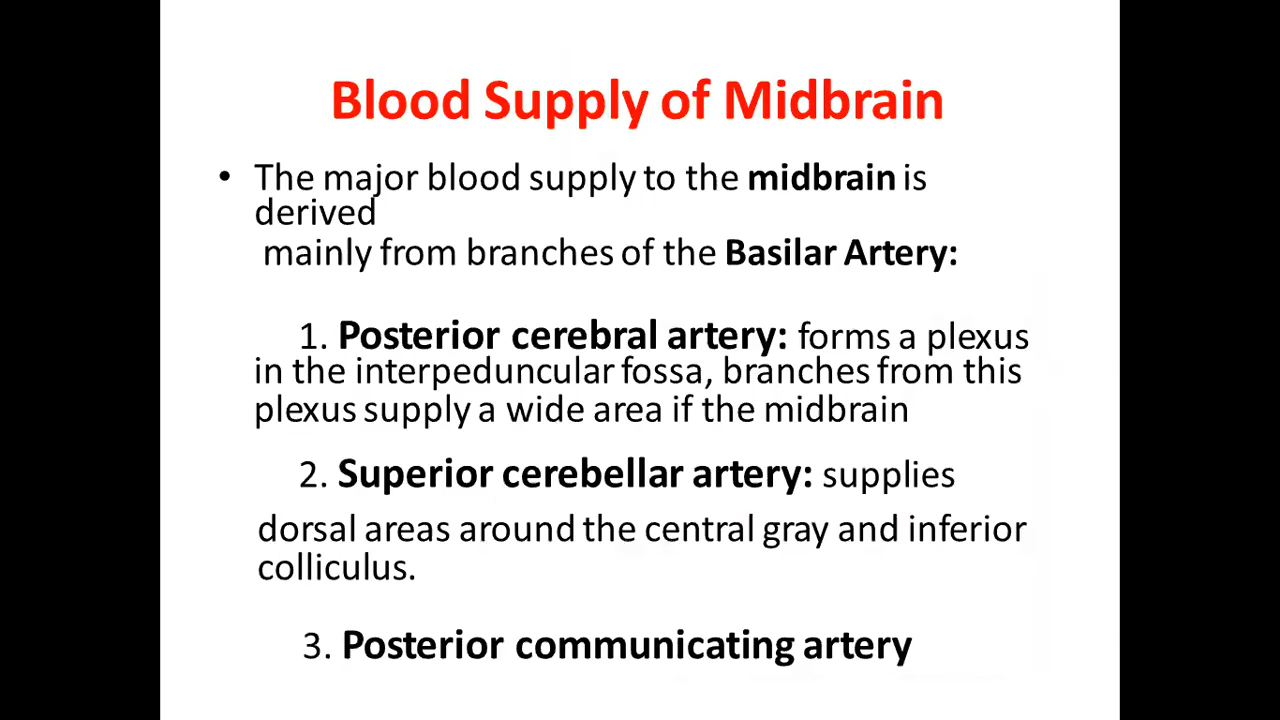 Blood Supply of Midbrain
• The major blood supply to the midbrain is
derived
mainly from branches of the Basilar Artery:
1. Posterior cerebral artery: forms a plexus
in the interpeduncular fossa, branches from this
plexus supply a wide area if the midbrain
2. Superior cerebellar artery: supplies
dorsal areas around the central gray and inferior
colliculus.
3. Posterior communicating artery